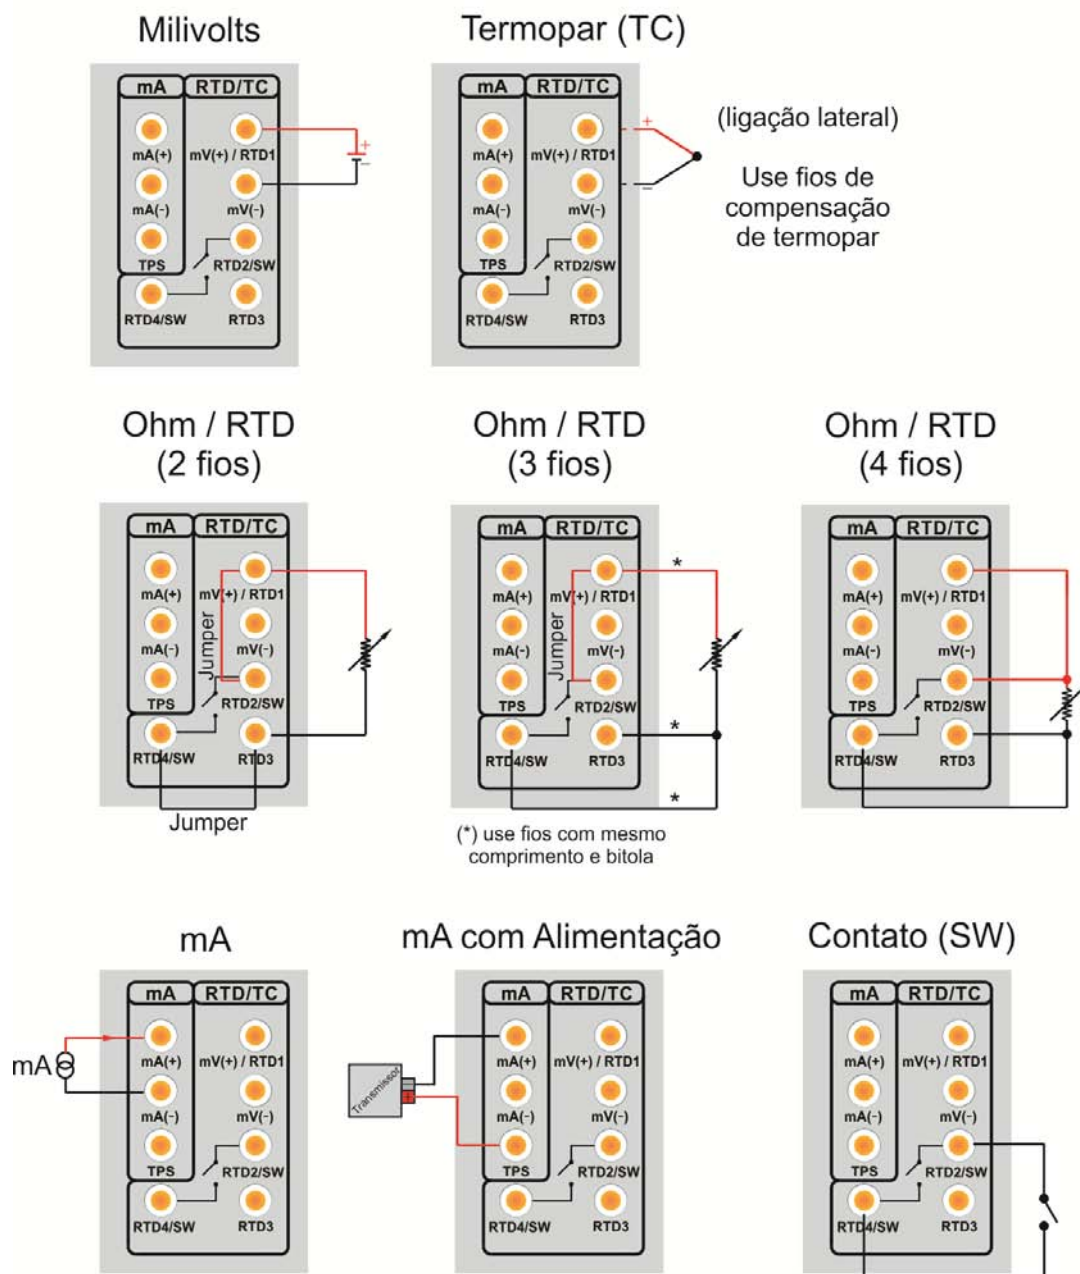 Milivolts
Termopar (TC)
mA RTD/TC
mA(+) mV(+) / RTD1
mA(-) mV(-)
TPS RTD2/SW
RTD4/SW RTD3
+
−
mA RTD/TC
mA(+) mV(+) / RTD1
mA(-) mV(-)
TPS RTD2/SW
RTD4/SW RTD3
+
−
(ligação lateral)
Use fios de
compensação
de termopar
Ohm / RTD
(2 fios)
Ohm / RTD
(3 fios)
Ohm / RTD
(4 fios)
mA RTD/TC
mA(+) mV(+) / RTD1
mA(-) mV(-)
TPS RTD2/SW
RTD4/SW RTD3
Jumper
Jumper
mA RTD/TC
mA(+) mV(+) / RTD1
mA(-) mV(-)
TPS RTD2/SW
RTD4/SW RTD3
Jumper
*
*
*
(*) use fios com mesmo
comprimento e bitola
mA RTD/TC
mA(+) mV(+) / RTD1
mA(-) mV(-)
TPS RTD2/SW
RTD4/SW RTD3
mA
mA com Alimentação
Contato (SW)
mA
mA RTD/TC
mA(+) mV(+) / RTD1
mA(-) mV(-)
TPS RTD2/SW
RTD4/SW RTD3
Transmissor
− +
mA RTD/TC
mA(+) mV(+) / RTD1
mA(-) mV(-)
TPS RTD2/SW
RTD4/SW RTD3
mA RTD/TC
mA(+) mV(+) / RTD1
mA(-) mV(-)
TPS RTD2/SW
RTD4/SW RTD3